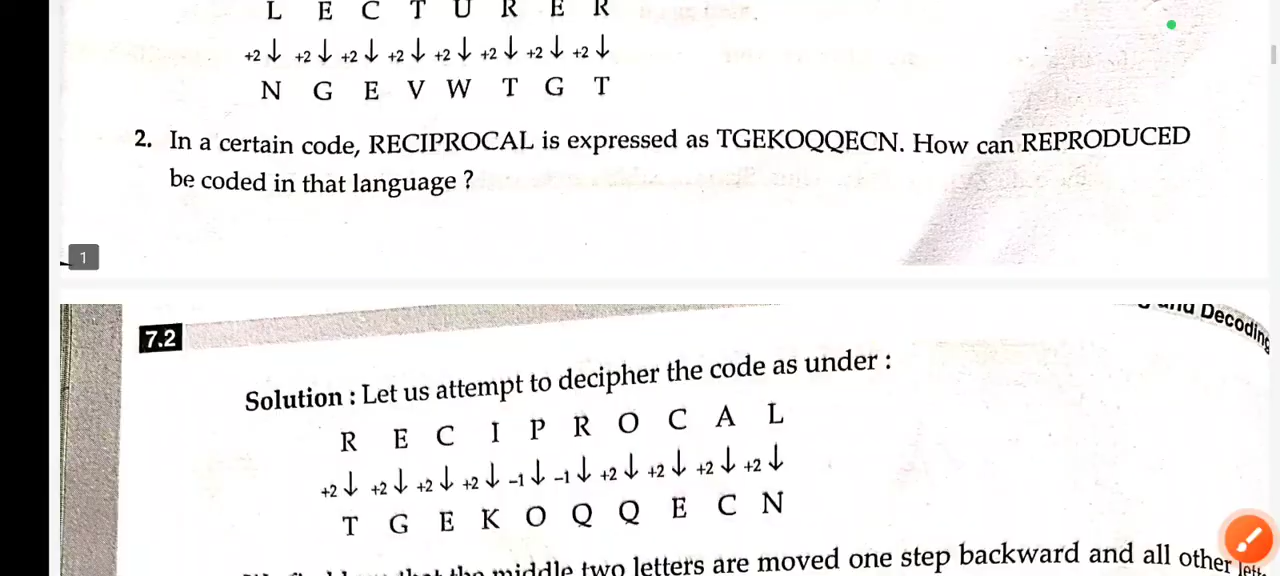 L E C T U R E R
+2↓ +2↓ +2↓ +2↓ +2↓ +2↓ +2↓ +2↓
N G E V W T G T
2. In a certain code, RECIPROCAL is expressed as TGEKOQQECN. How can REPRODUCED
be coded in that language ?
1
7.2
and Decoding
Solution : Let us attempt to decipher the code as under :
R E C I P R O C A L
+2↓ +2↓ +2↓ +2↓ -1↓ -1↓ +2↓ +2↓ +2↓ +2↓
T G E K O Q Q E C N
that the middle two letters are moved one step backward and all other